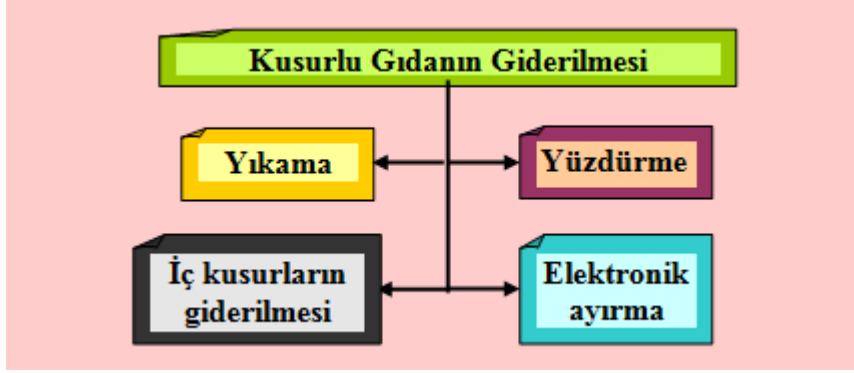 Kusurlu Gıdanın Giderilmesi
Yıkama
Yüzdürme
İç kusurların
giderilmesi
Elektronik
ayırma